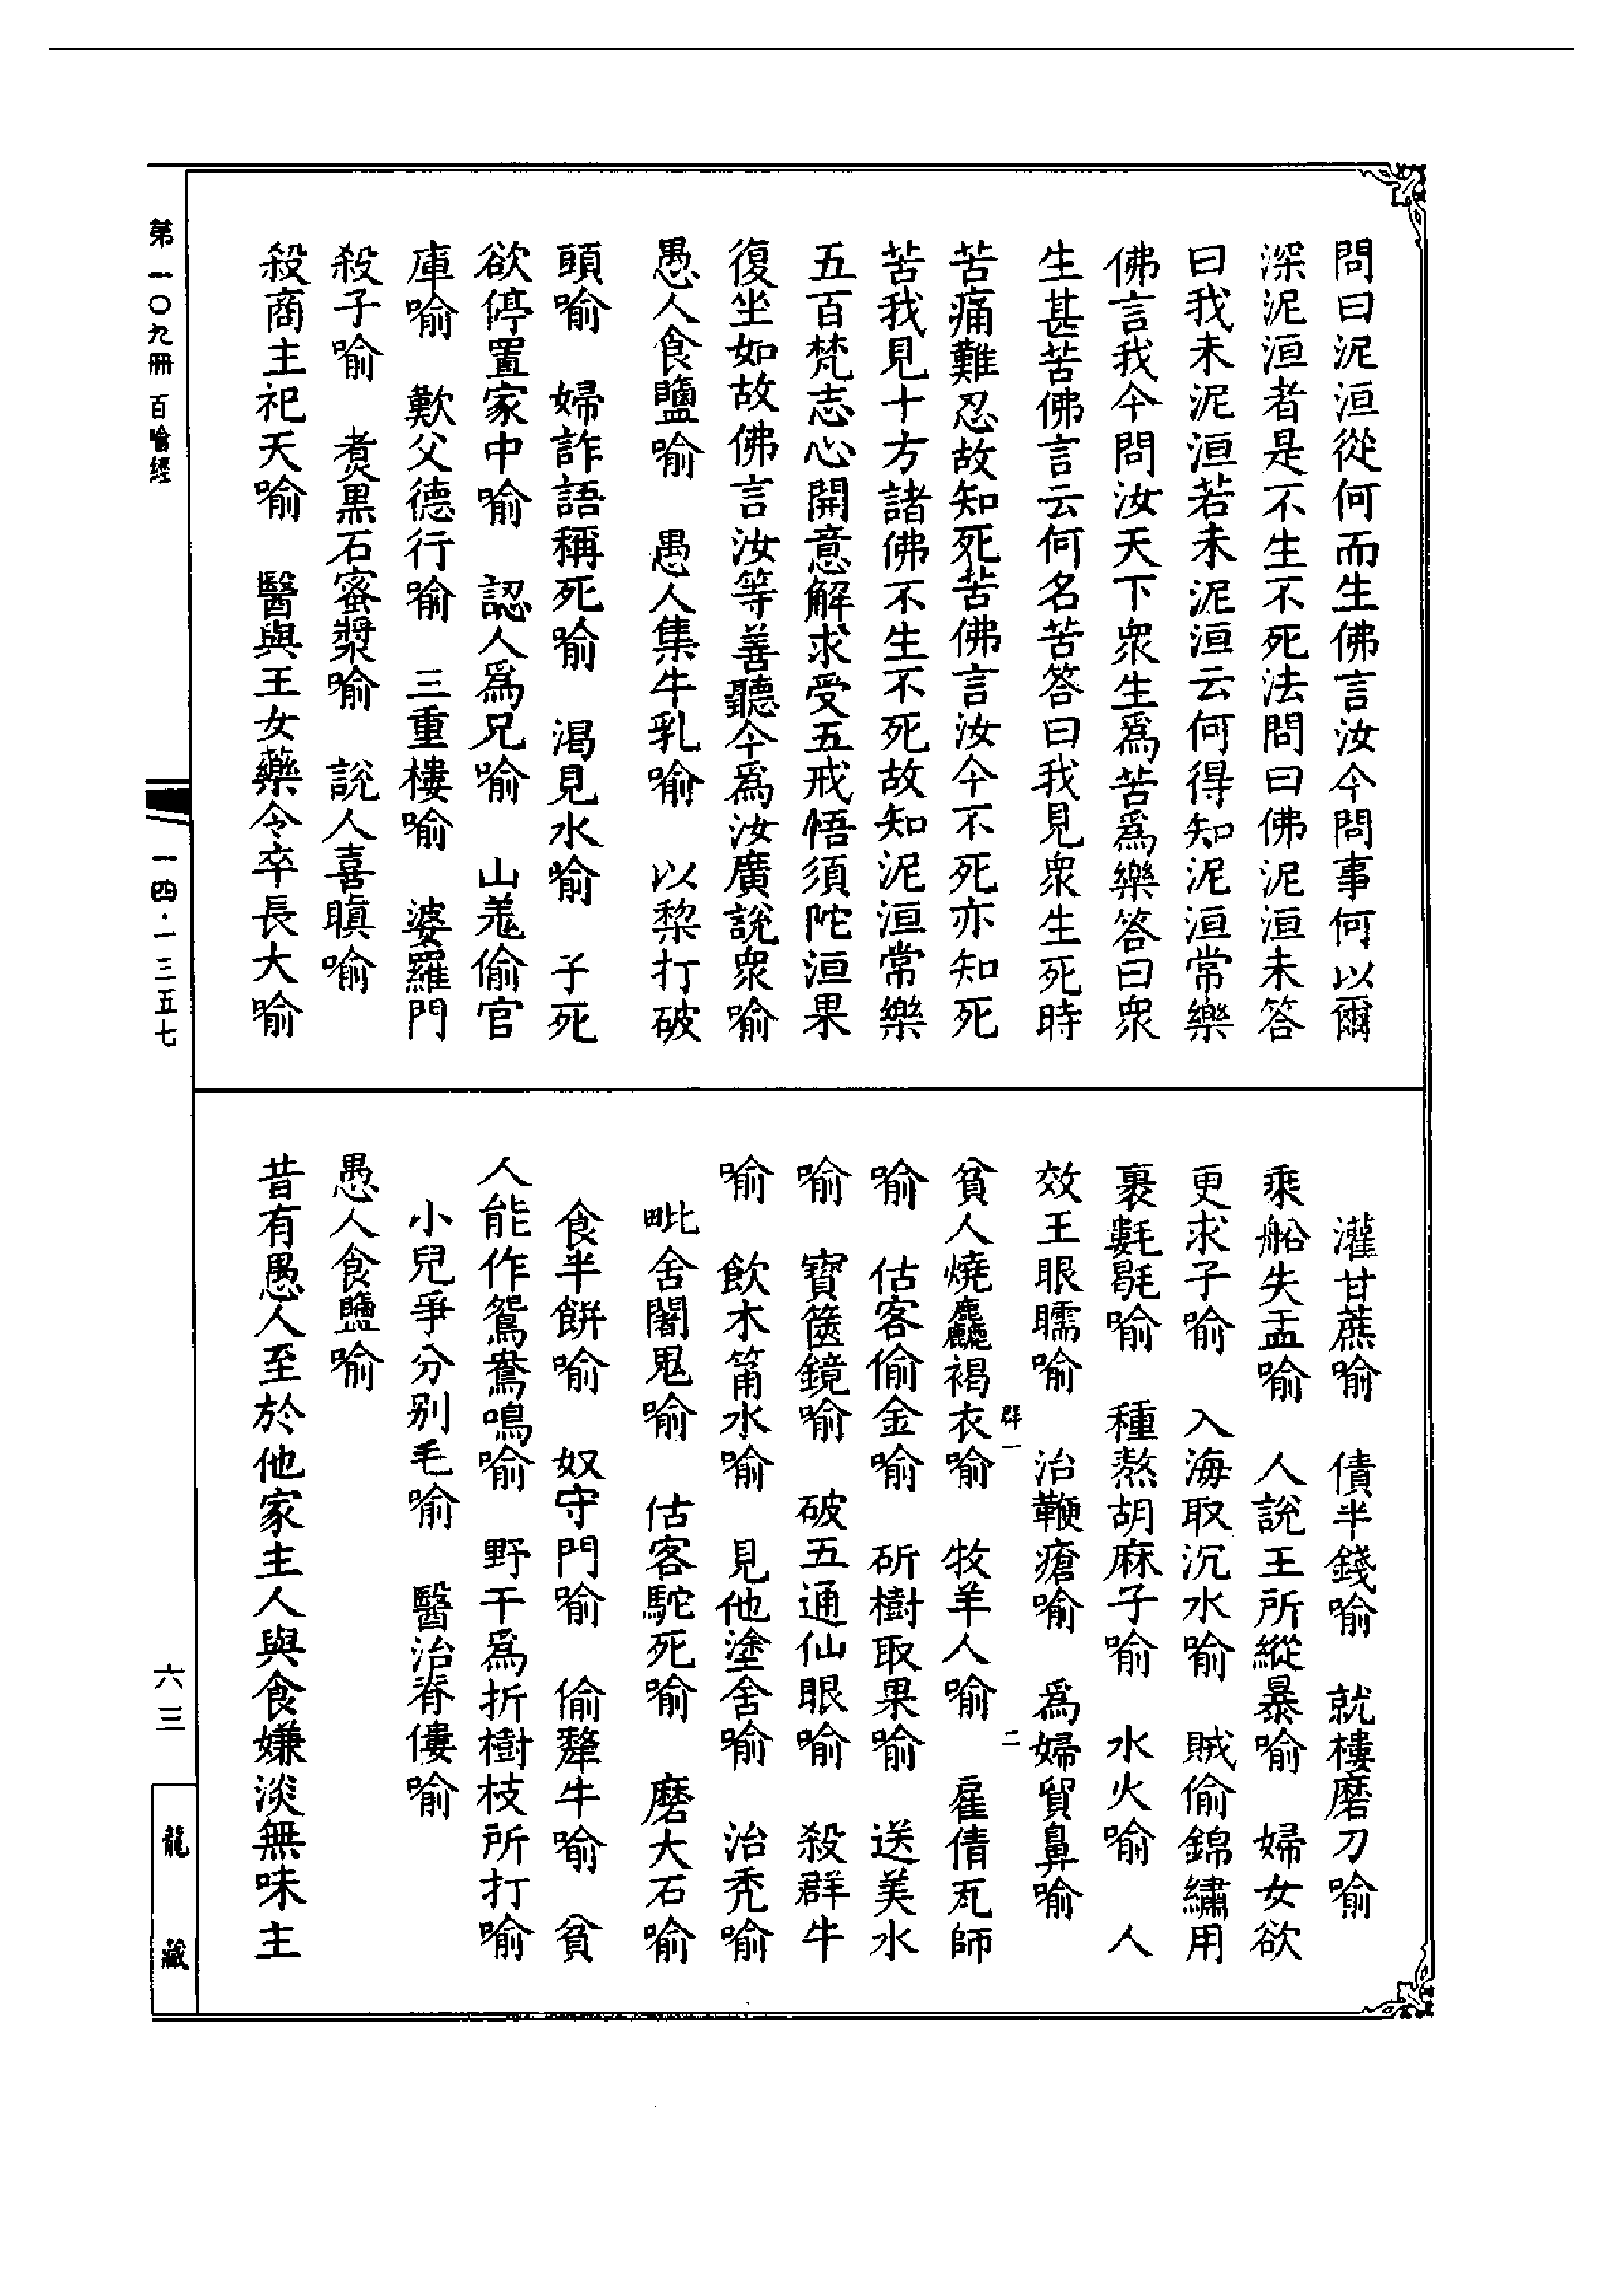 問曰泥洹從何而生佛言汝今問事何以爾
深泥洹者是不生不死法問曰佛泥洹未答
曰我未泥洹若未泥洹云何得知泥洹常樂
佛言我今問汝天下衆生爲苦爲樂答曰衆
生甚苦佛言云何名苦答曰我見衆生死時
苦痛難忍故知死苦佛言汝今不死亦知死
苦我見十方諸佛不生不死故知泥洹常樂
五百梵志心開意解求受五戒悟須陀洹果
復坐如故佛言汝等善聽今爲汝廣說衆喻
愚人食鹽喻　愚人集牛乳喻　以棃打破
頭喻　婦詐語稱死喻　渴見水喻　子死
欲停置家中喻　認人爲兄喻　山羗偷官
庫喻　歎父德行喻　三重樓喻　婆羅門
殺子喻　煑黑石蜜漿喻　說人喜瞋喻
殺商主祀天喻　醫與王女藥令卒長大喻
灌甘蔗喻　債半錢喻　就樓磨刀喻
乘船失盂喻　人說王所縱暴喻　婦女欲
更求子喻　入海取沉水喻　賊偷錦繡用
裹氀毼喻　種熬胡麻子喻　水火喻　人
效王眼瞤喻　治鞭瘡喻　爲婦貿鼻喻
群一　二
貧人燒麤褐衣喻　牧羊人喻　雇倩瓦師
喻　估客偷金喻　斫樹取果喻　送美水
喻　寶篋鏡喻　破五通仙眼喻　殺群牛
喻　飲木筩水喻　見他塗舍喻　治禿喻
毗舍闍鬼喻　估客駝死喻　磨大石喻
食半餅喻　奴守門喻　偷犛牛喻　貧
人能作鴛鴦鳴喻　野干爲折樹枝所打喻
小兒爭分別毛喻　醫治脊僂喻
愚人食鹽喻
昔有愚人至於他家主人與食嫌淡無味主
第一〇九冊　百喻經
一四·一三五七
六三
龍藏